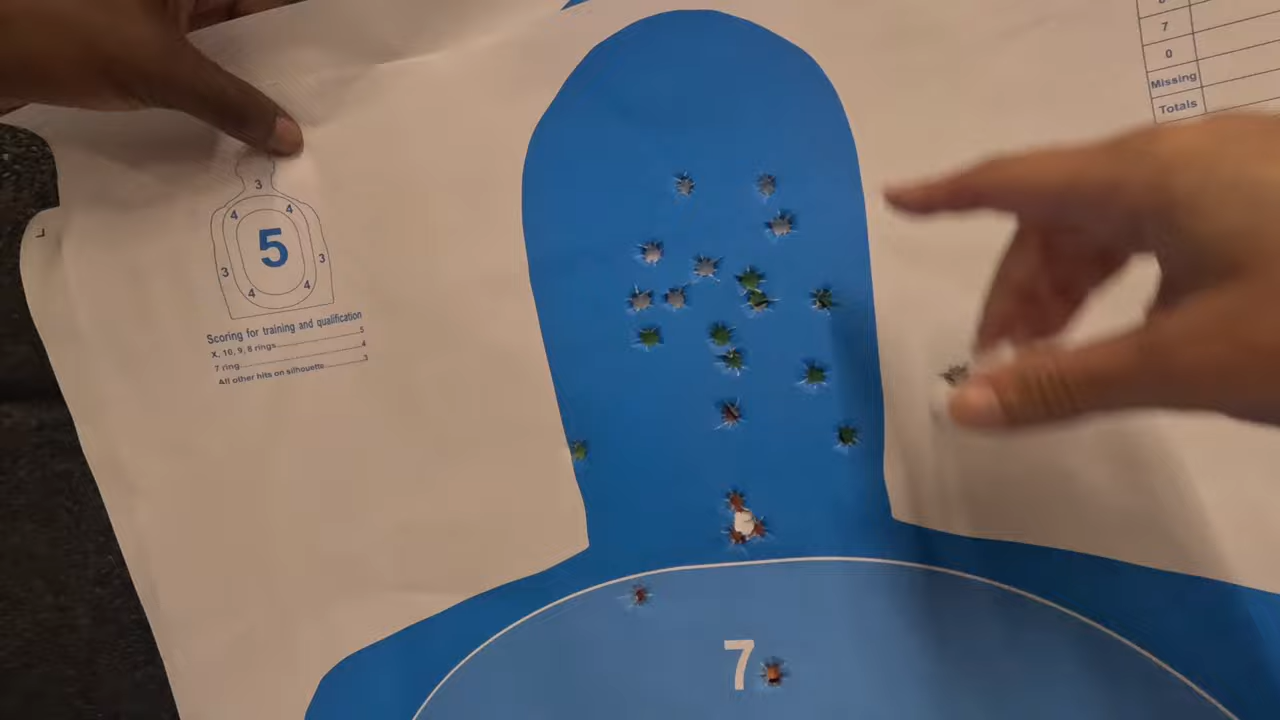 7
0
Missing
Totals
3
4 4
5
3 3
4 4
Scoring for training and qualification
X, 10, 9, 8 rings 5
7 ring 4
All other hits on silhouette 3
7